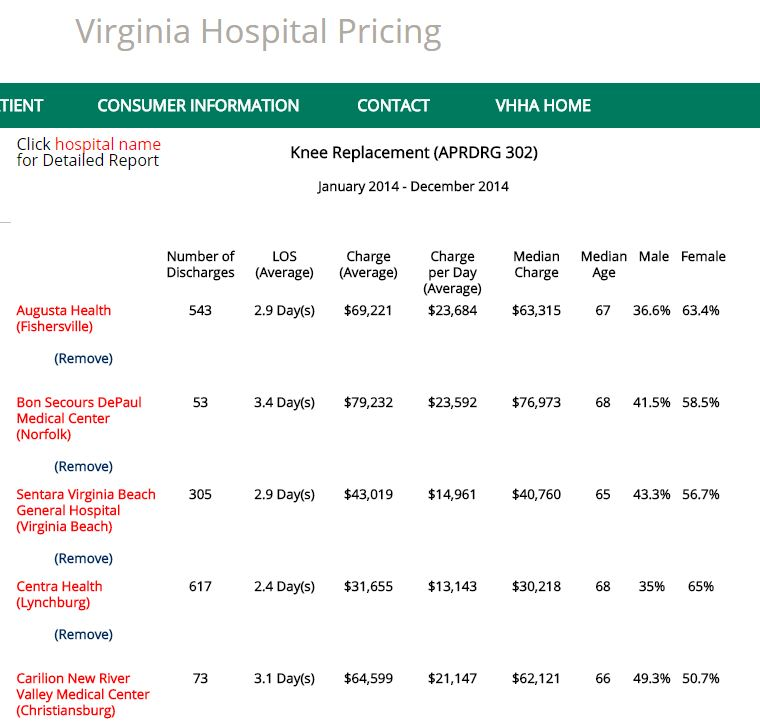 Virginia Hospital Pricing
TIENT CONSUMER INFORMATION CONTACT VHHA HOME
Click hospital name
for Detailed Report
Knee Replacement (APRDRG 302)
January 2014 - December 2014
Number of Discharges LOS (Average) Charge (Average) Charge per Day (Average) Median Charge Median Age Male Female
Augusta Health 543 2.9 Day(s) $69,221 $23,684 $63,315 67 36.6% 63.4%
(Fishersville)
(Remove)
Bon Secours DePaul 53 3.4 Day(s) $79,232 $23,592 $76,973 68 41.5% 58.5%
Medical Center
(Norfolk)
(Remove)
Sentara Virginia Beach 305 2.9 Day(s) $43,019 $14,961 $40,760 65 43.3% 56.7%
General Hospital
(Virginia Beach)
(Remove)
Centra Health 617 2.4 Day(s) $31,655 $13,143 $30,218 68 35% 65%
(Lynchburg)
(Remove)
Carilion New River 73 3.1 Day(s) $64,599 $21,147 $62,121 66 49.3% 50.7%
Valley Medical Center
(Christiansburg)